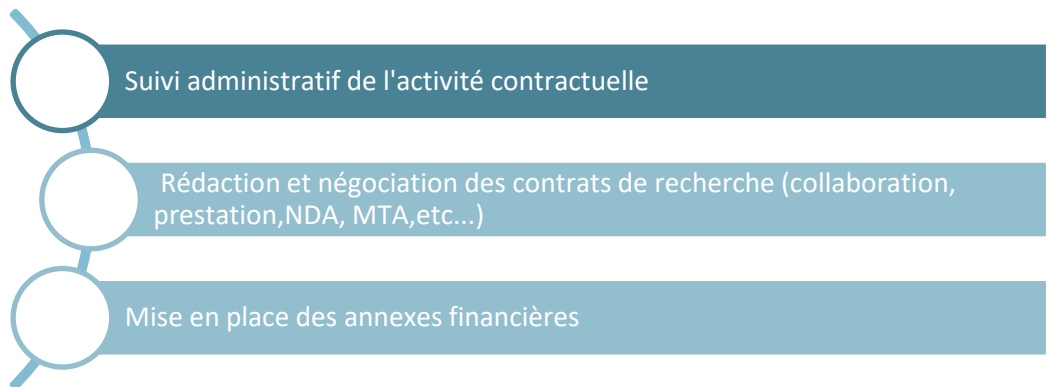 Suivi administratif de l'activité contractuelle
Rédaction et négociation des contrats de recherche (collaboration,
prestation,NDA, MTA,etc...)
Mise en place des annexes financières